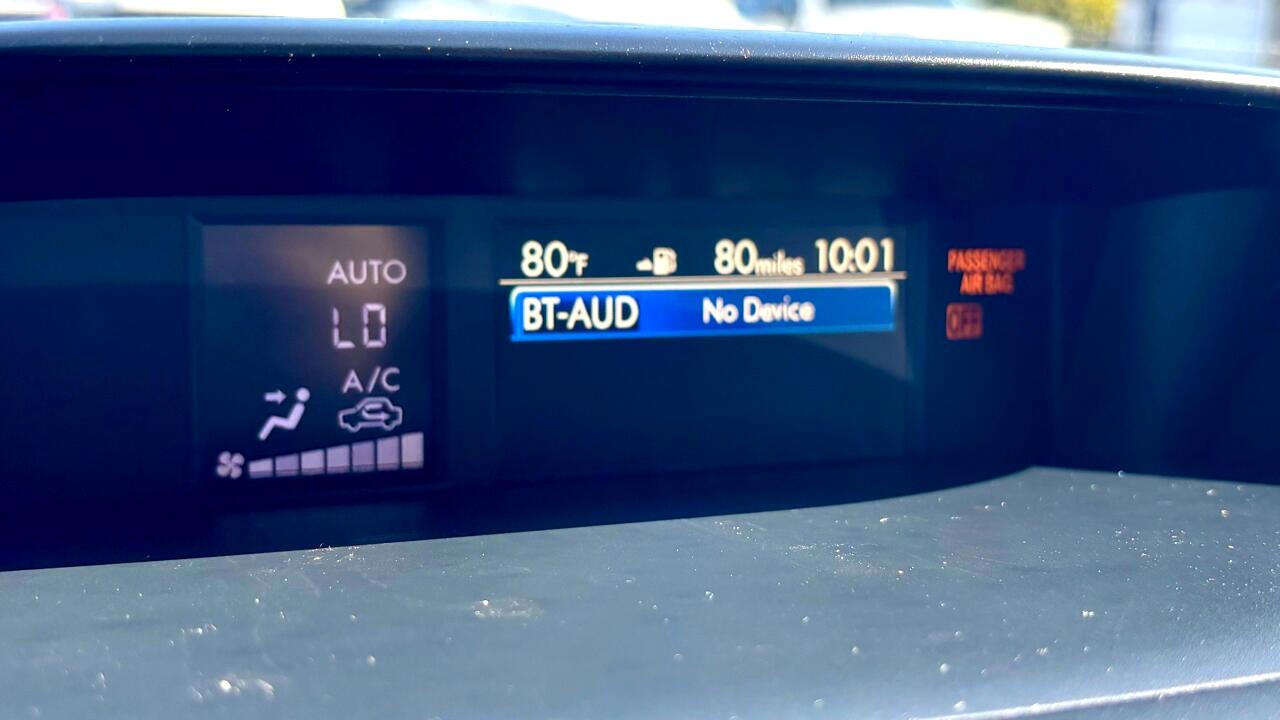 AUTO
LO
A/C
80°F 80miles 10:01
BT-AUD No Device
PASSENGER
AIR BAG
OFF